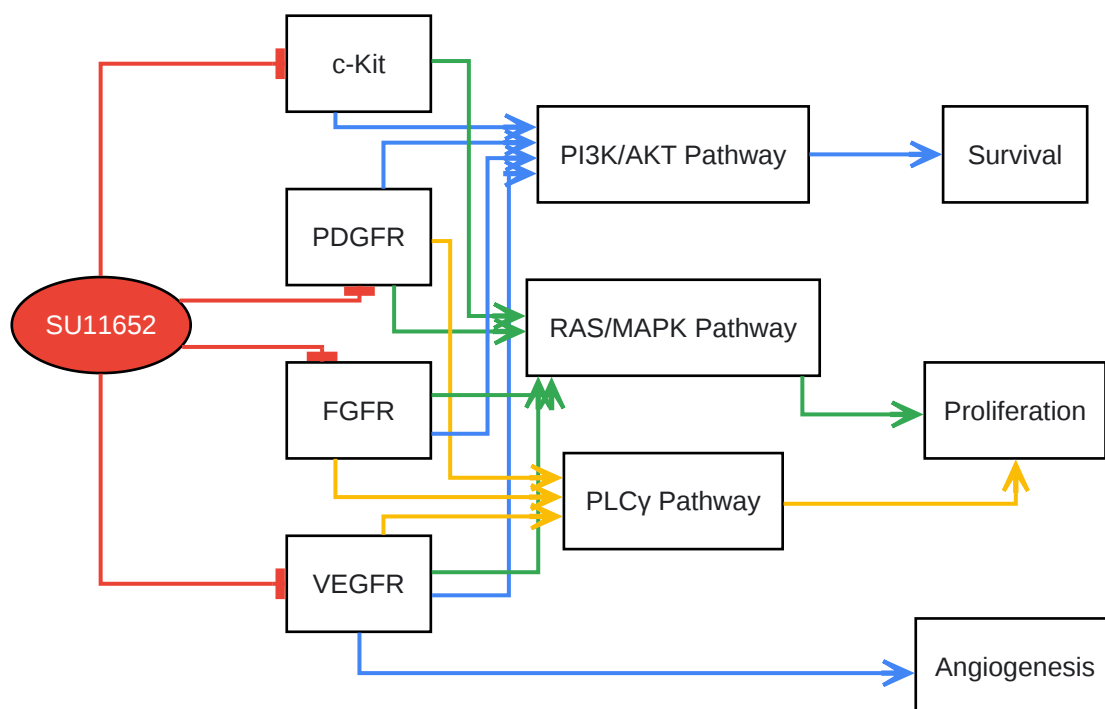 c-Kit
PI3K/AKT Pathway
Survival
PDGFR
SU11652
RAS/MAPK Pathway
FGFR
Proliferation
PLCγ Pathway
VEGFR
Angiogenesis